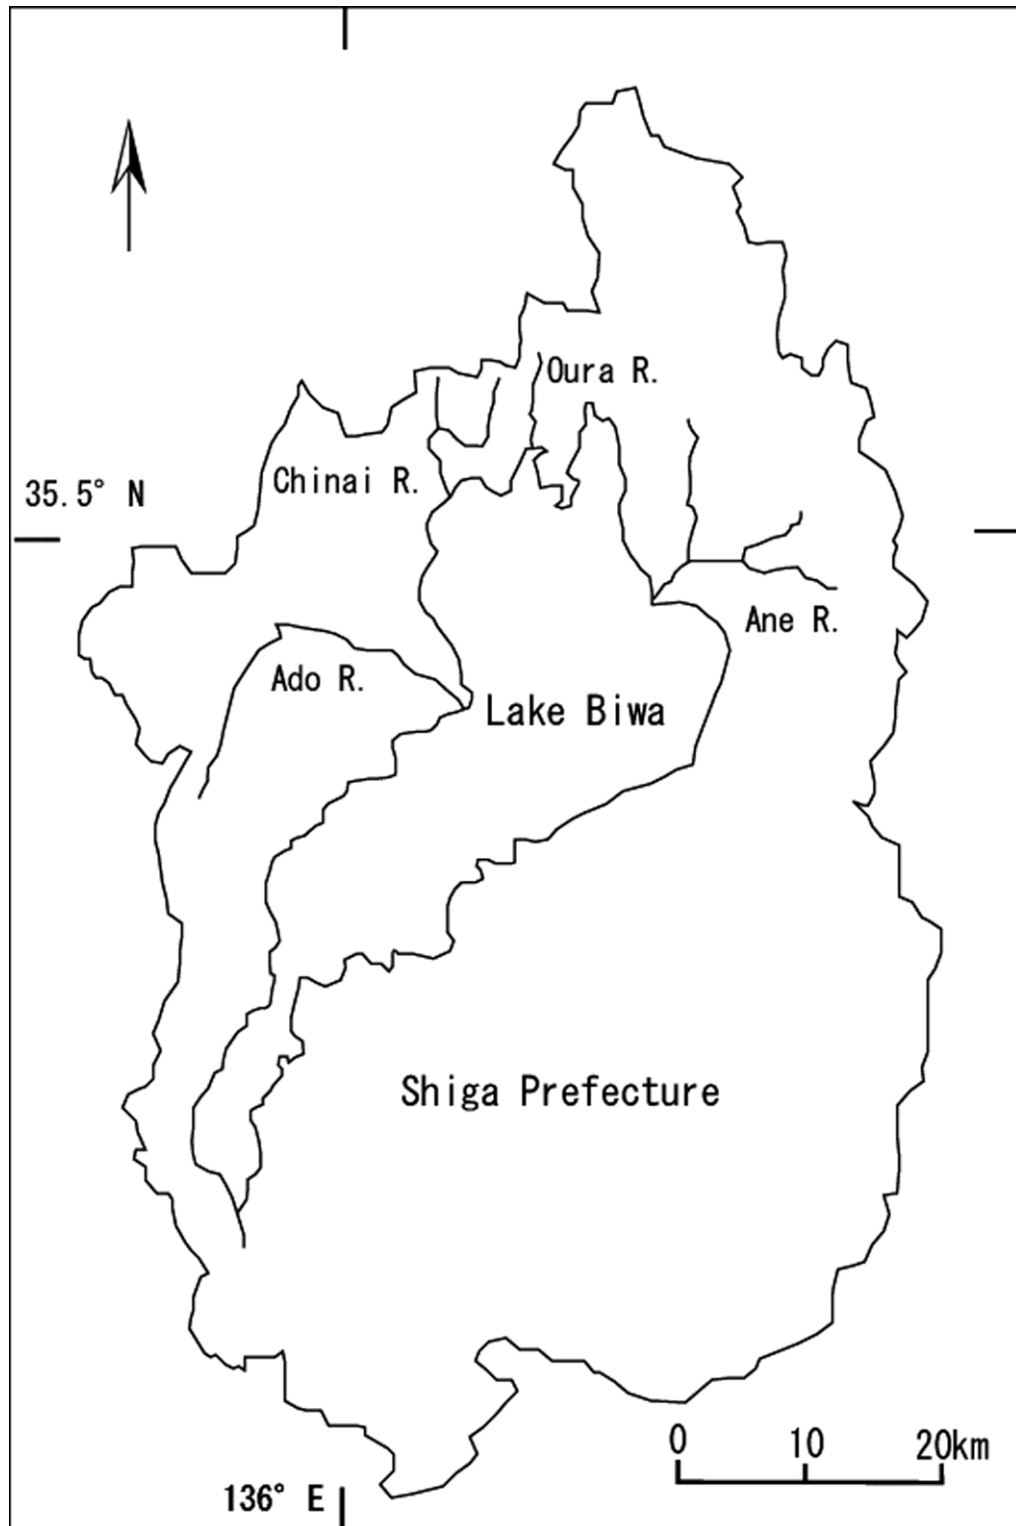 Oura R.
Chinai R.
35.5° N
Ane R.
Ado R.
Lake Biwa
Shiga Prefecture
0 10 20km
136° E